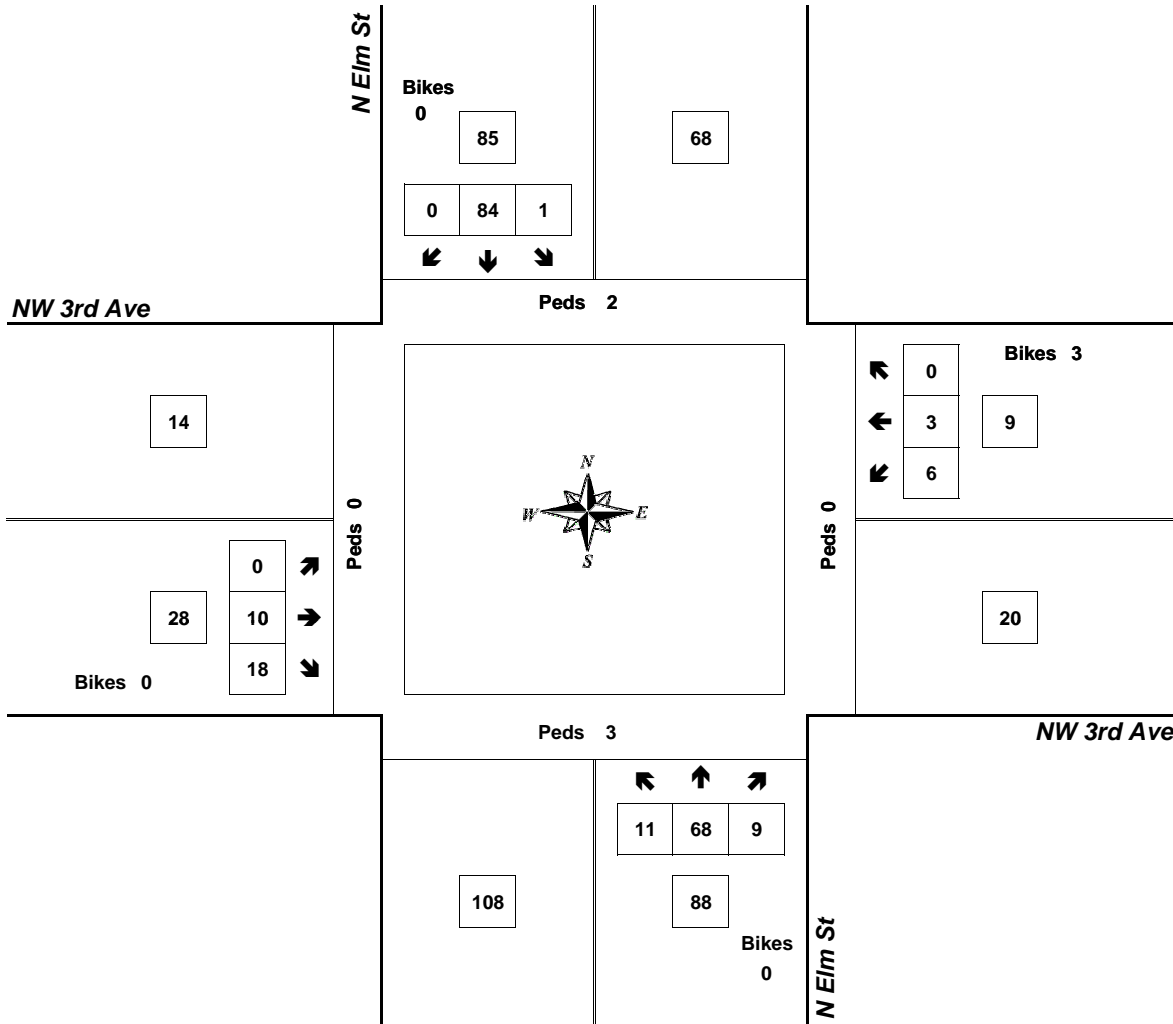 N Elm St
Bikes
0
85
68
0 84 1
Peds 2
NW 3rd Ave
Bikes 3
0
3
6
9
14
N
W E
S
Peds 0
Peds 0
0
10
18
28
20
Bikes 0
Peds 3
NW 3rd Ave
11 68 9
108
88
Bikes
0
N Elm St